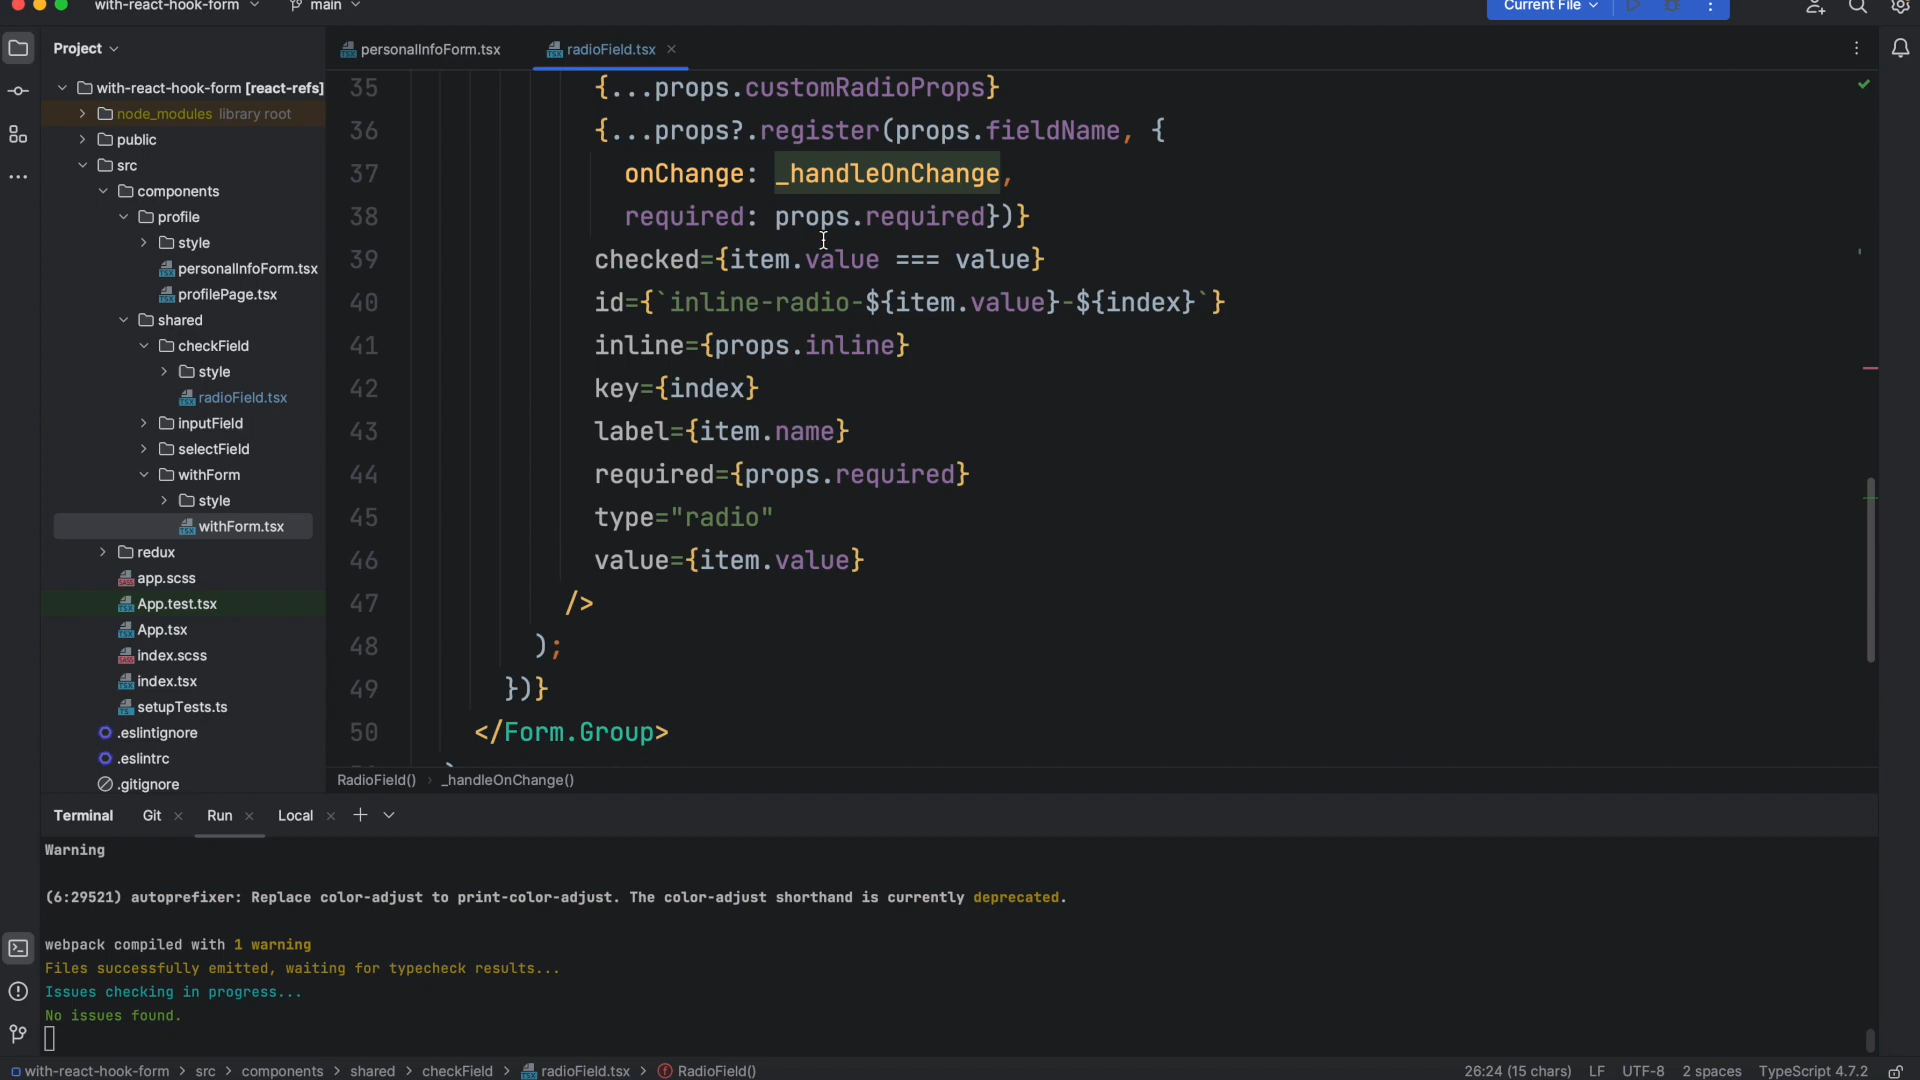 with-react-hook-form
main
Current File
Project
personalInfoForm.tsx
radioField.tsx
with-react-hook-form [react-refs]
node_modules library root
public
src
components
profile
style
personalInfoForm.tsx
profilePage.tsx
shared
checkField
style
radioField.tsx
inputField
selectField
withForm
style
withForm.tsx
redux
app.scss
App.test.tsx
App.tsx
index.scss
index.tsx
setupTests.ts
.eslintignore
.eslintrc
.gitignore
35 {...props.customRadioProps}
36 {...props?.register(props.fieldName, {
37 onChange: _handleOnChange,
38 required: props.required})}
39 checked={item.value === value}
40 id={`inline-radio-${item.value}-${index}`}
41 inline={props.inline}
42 key={index}
43 label={item.name}
44 required={props.required}
45 type="radio"
46 value={item.value}
47 />
48 );
49 })}
50 </Form.Group>
RadioField() › _handleOnChange()
Terminal
Git
Run
Local
Warning
(6:29521) autoprefixer: Replace color-adjust to print-color-adjust. The color-adjust shorthand is currently deprecated.
webpack compiled with 1 warning
Files successfully emitted, waiting for typecheck results...
Issues checking in progress...
No issues found.
with-react-hook-form › src › components › shared › checkField › radioField.tsx › RadioField()
26:24 (15 chars)
LF
UTF-8
2 spaces
TypeScript 4.7.2